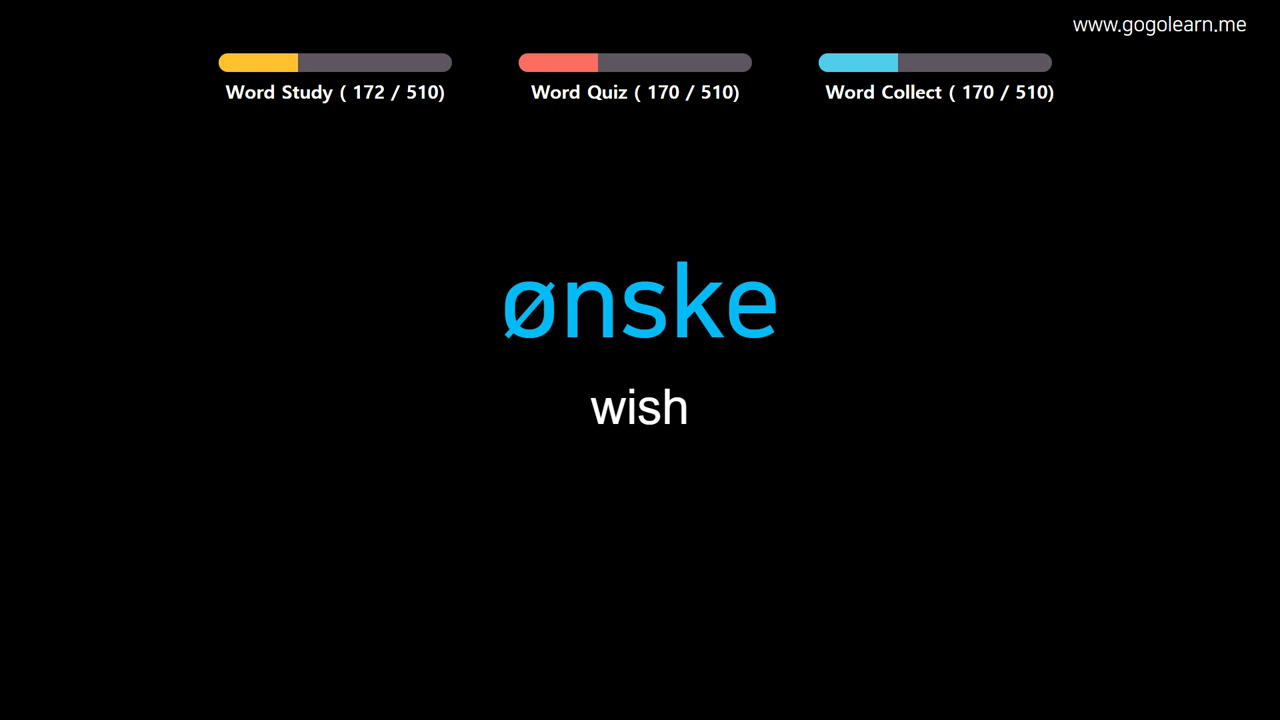 www.gogolearn.me
Word Study ( 172 / 510)
Word Quiz ( 170 / 510)
Word Collect ( 170 / 510)
ønske
wish